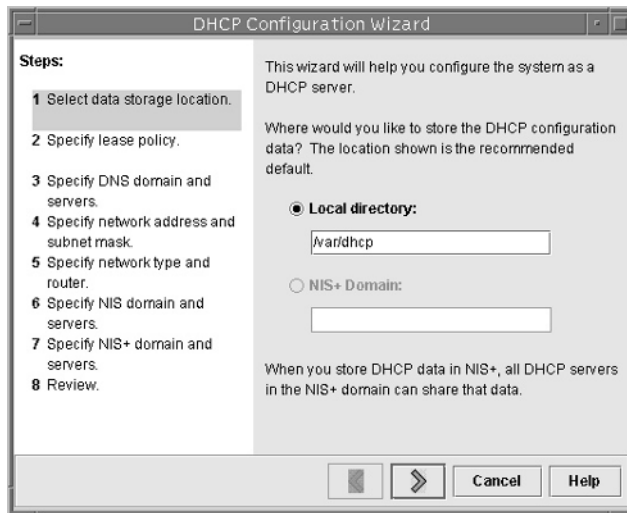 DHCP Configuration Wizard
Steps:
1 Select data storage location.
2 Specify lease policy.
3 Specify DNS domain and
servers.
4 Specify network address and
subnet mask.
5 Specify network type and
router.
6 Specify NIS domain and
servers.
7 Specify NIS+ domain and
servers.
8 Review.
This wizard will help you configure the system as a
DHCP server.
Where would you like to store the DHCP configuration
data? The location shown is the recommended
default.
Local directory:
/var/dhcp
NIS+ Domain:
When you store DHCP data in NIS+, all DHCP servers
in the NIS+ domain can share that data.
Cancel
Help